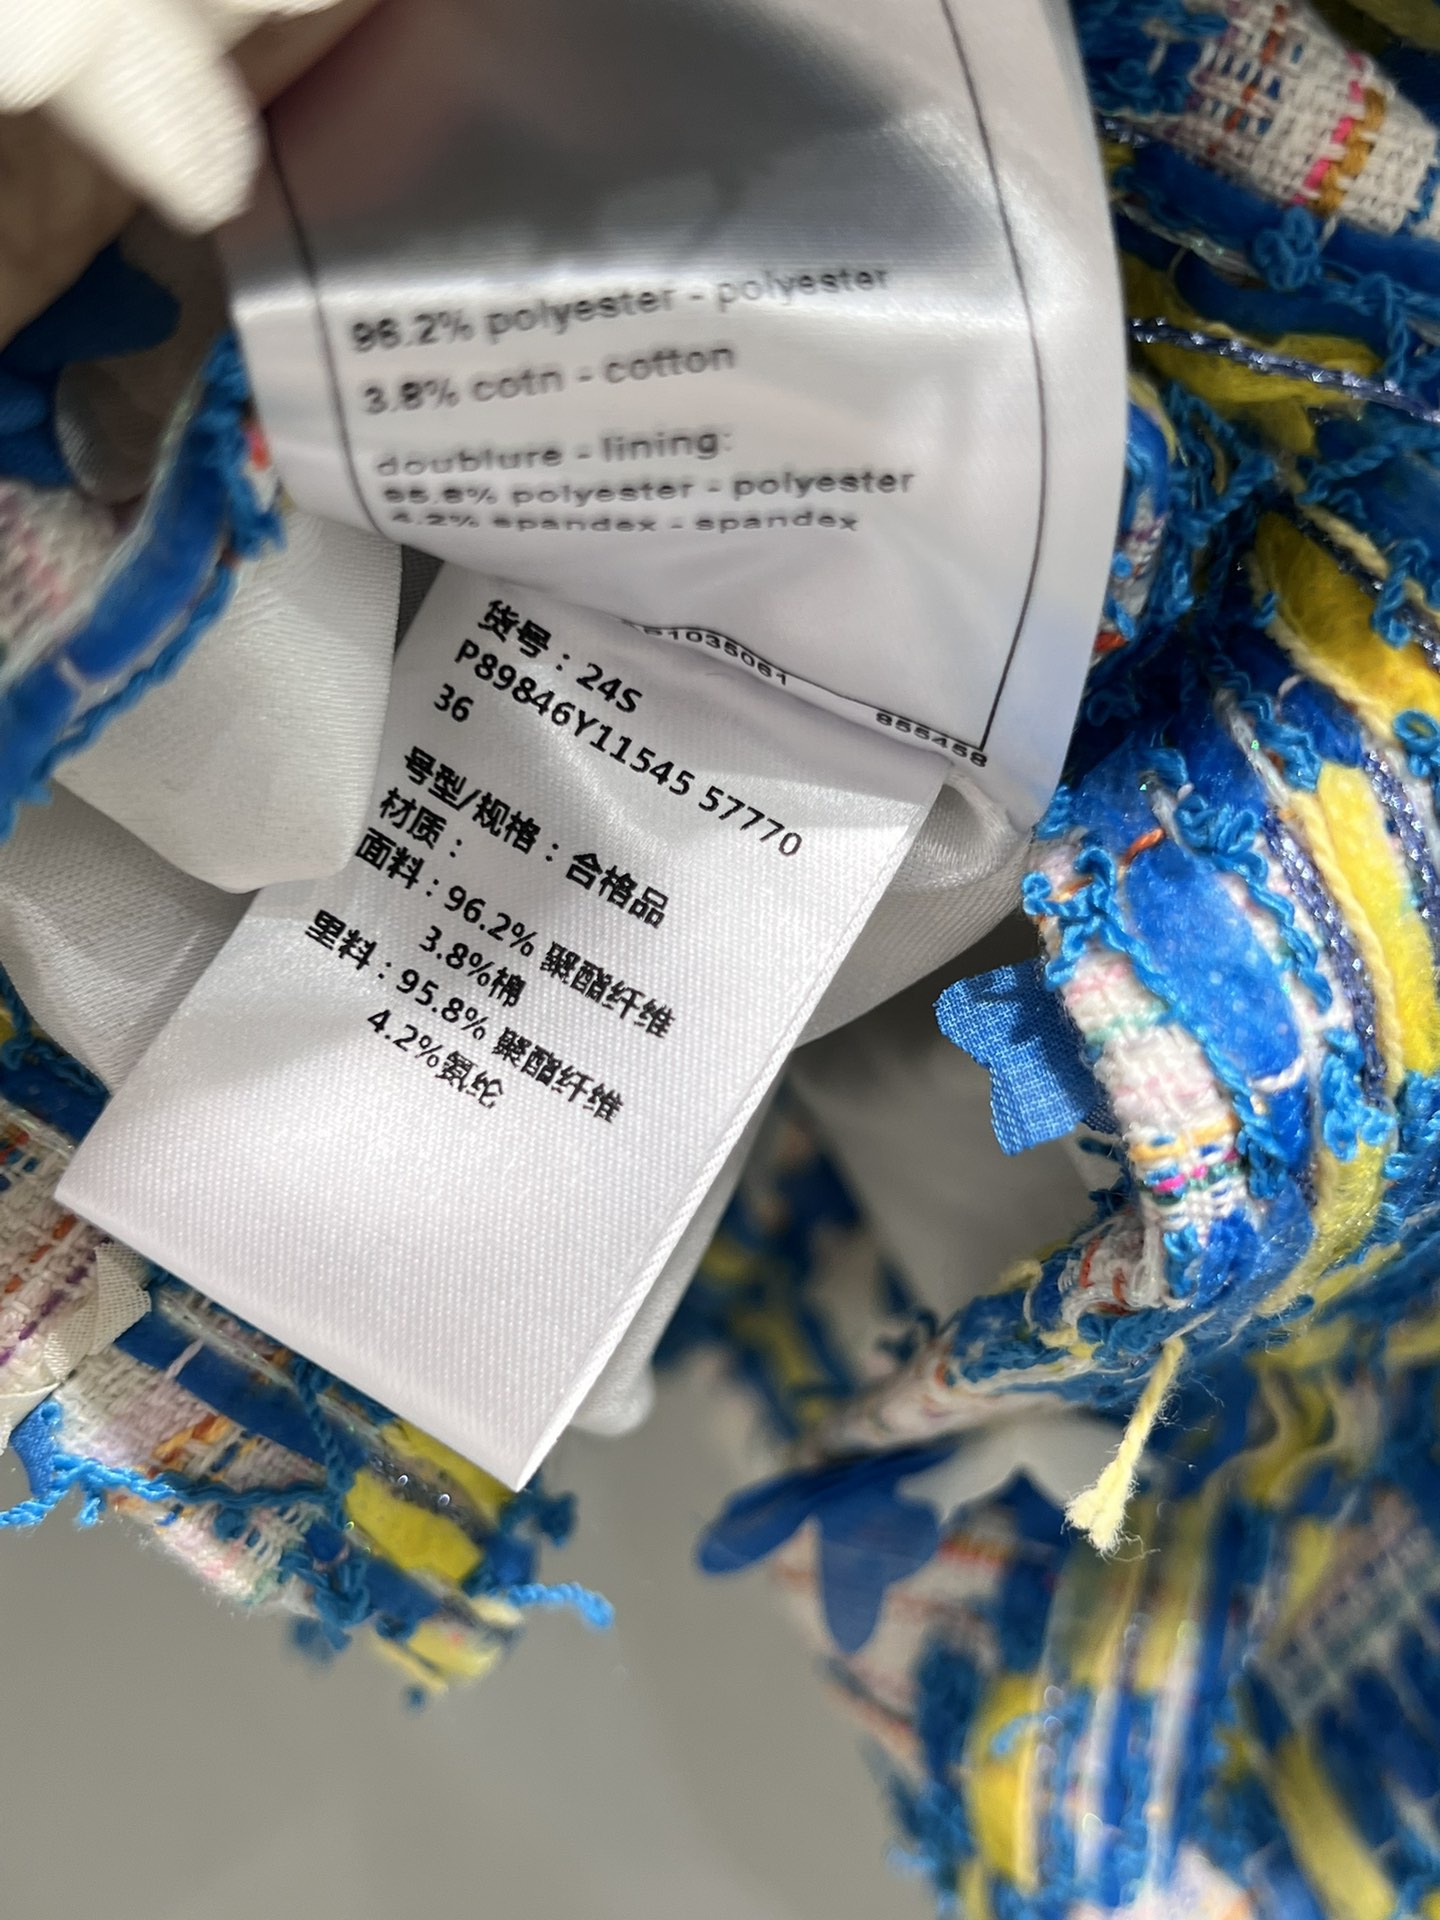 96.2% polyester - polyester
3.8% cotn - cotton
doublure - lining:
95.8% polyester - polyester
4.2% spandex - spandex
1035061
855458
货号：24S
P89846Y11545 57770
36
号型/规格：合格品
材质：
面料：96.2% 聚酯纤维
3.8%棉
里料：95.8% 聚酯纤维
4.2%氨纶